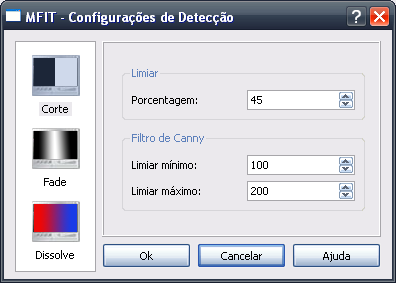 MFIT - Configurações de Detecção
Corte
Fade
Dissolve
Limiar
Porcentagem: 45
Filtro de Canny
Limiar mínimo: 100
Limiar máximo: 200
Ok Cancelar Ajuda